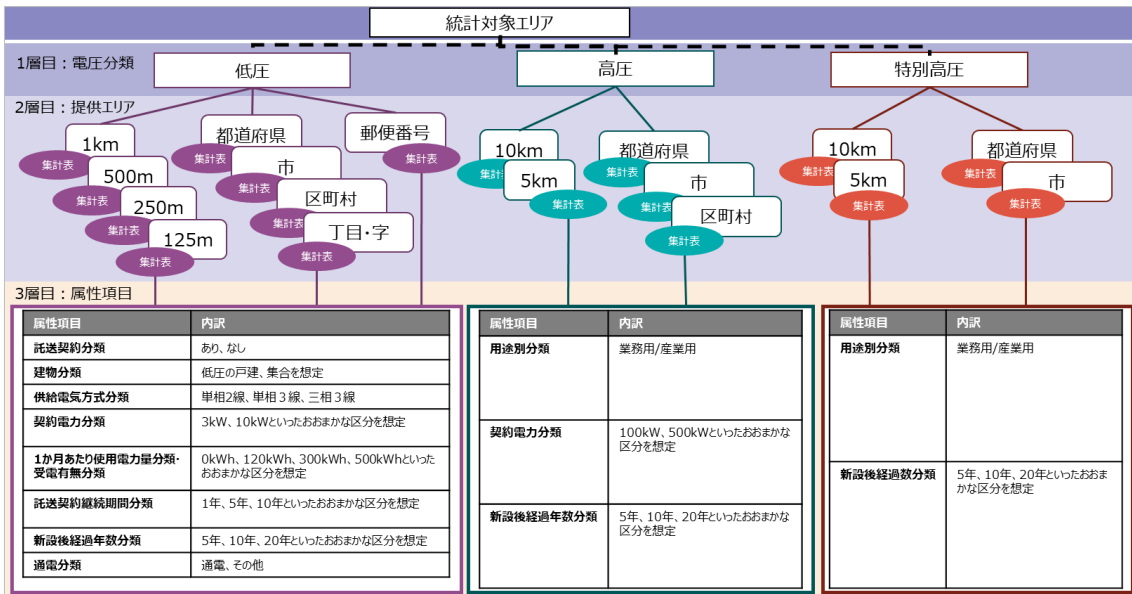 統計対象エリア
1層目：電圧分類
低圧
高圧
特別高圧
2層目：提供エリア
1km
集計表
500m
集計表
250m
集計表
125m
集計表
都道府県
集計表
市
集計表
区町村
集計表
丁目・字
集計表
郵便番号
集計表
10km
集計表
5km
集計表
都道府県
集計表
市
集計表
区町村
集計表
10km
集計表
5km
集計表
都道府県
集計表
市
集計表
3層目：属性項目
属性項目 内訳
託送契約分類 あり、なし
建物分類 低圧の戸建、集合を想定
供給電気方式分類 単相2線、単相３線、三相３線
契約電力分類 3kW、10kWといったおおまかな区分を想定
1か月あたり使用電力量分類・ 0kWh、120kWh、300kWh、500kWhといった
受電有無分類 おおまかな区分を想定
託送契約継続期間分類 1年、5年、10年といったおおまかな区分を想定
新設後経過年数分類 5年、10年、20年といったおおまかな区分を想定
通電分類 通電、その他
属性項目 内訳
用途別分類 業務用/産業用
契約電力分類 100kW、500kWといったおおまかな
区分を想定
新設後経過年数分類 5年、10年、20年といったおおまかな
区分を想定
属性項目 内訳
用途別分類 業務用/産業用
新設後経過数分類 5年、10年、20年といったおおま
かな区分を想定